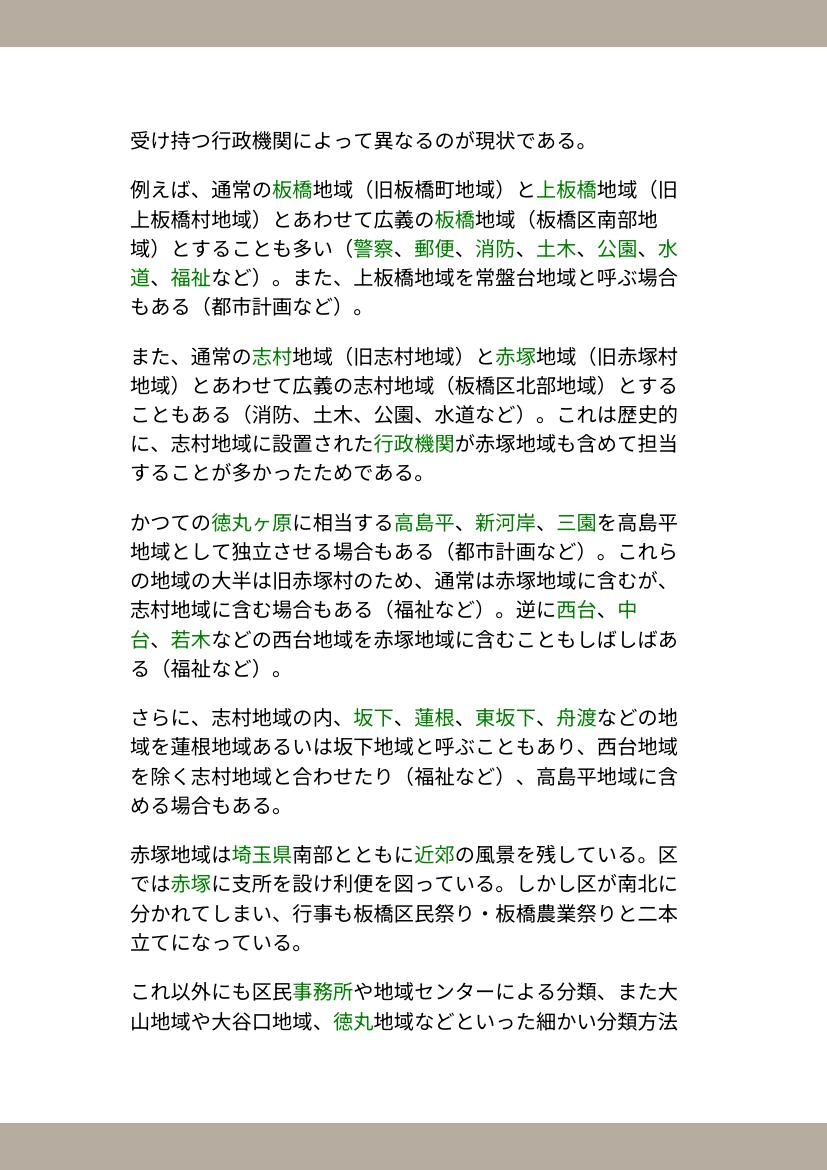 受け持つ行政機関によって異なるのが現状である。
例えば、通常の板橋地域（旧板橋町地域）と上板橋地域（旧
上板橋村地域）とあわせて広義の板橋地域（板橋区南部地
域）とすることも多い（警察、郵便、消防、土木、公園、水
道、福祉など）。また、上板橋地域を常盤台地域と呼ぶ場合
もある（都市計画など）。
また、通常の志村地域（旧志村地域）と赤塚地域（旧赤塚村
地域）とあわせて広義の志村地域（板橋区北部地域）とする
こともある（消防、土木、公園、水道など）。これは歴史的
に、志村地域に設置された行政機関が赤塚地域も含めて担当
することが多かったためである。
かつての徳丸ヶ原に相当する高島平、新河岸、三園を高島平
地域として独立させる場合もある（都市計画など）。これら
の地域の大半は旧赤塚村のため、通常は赤塚地域に含むが、
志村地域に含む場合もある（福祉など）。逆に西台、中
台、若木などの西台地域を赤塚地域に含むこともしばしばあ
る（福祉など）。
さらに、志村地域の内、坂下、蓮根、東坂下、舟渡などの地
域を蓮根地域あるいは坂下地域と呼ぶこともあり、西台地域
を除く志村地域と合わせたり（福祉など）、高島平地域に含
める場合もある。
赤塚地域は埼玉県南部とともに近郊の風景を残している。区
では赤塚に支所を設け利便を図っている。しかし区が南北に
分かれてしまい、行事も板橋区民祭り・板橋農業祭りと二本
立てになっている。
これ以外にも区民事務所や地域センターによる分類、また大
山地域や大谷口地域、徳丸地域などといった細かい分類方法